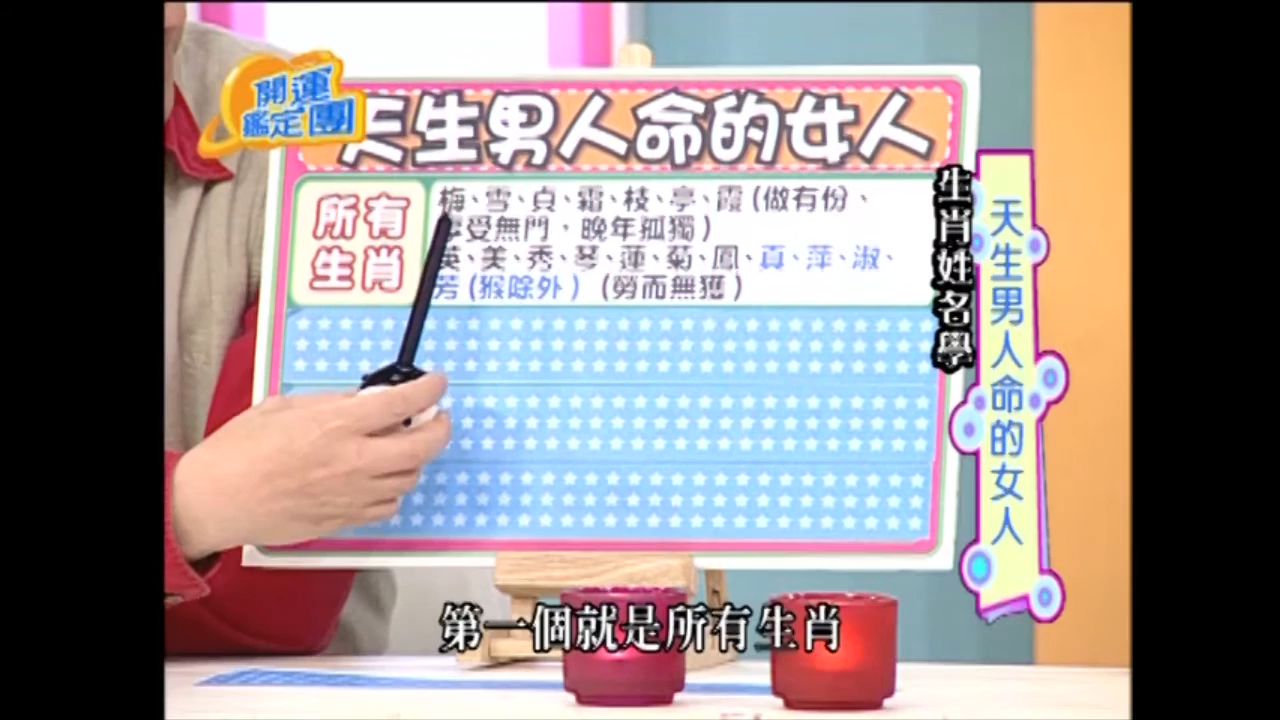 開運
鑑定團
天生男人命的女人
所有
生肖
梅、雪、貞、霜、枝、亭、霞(做有份、
受無門，晚年孤獨)
英、美、秀、琴、蓮、菊、鳳、真、萍、淑、
芳(猴除外) (勞而無獲)
生肖姓名學
天生男人命的女人
第一個就是所有生肖